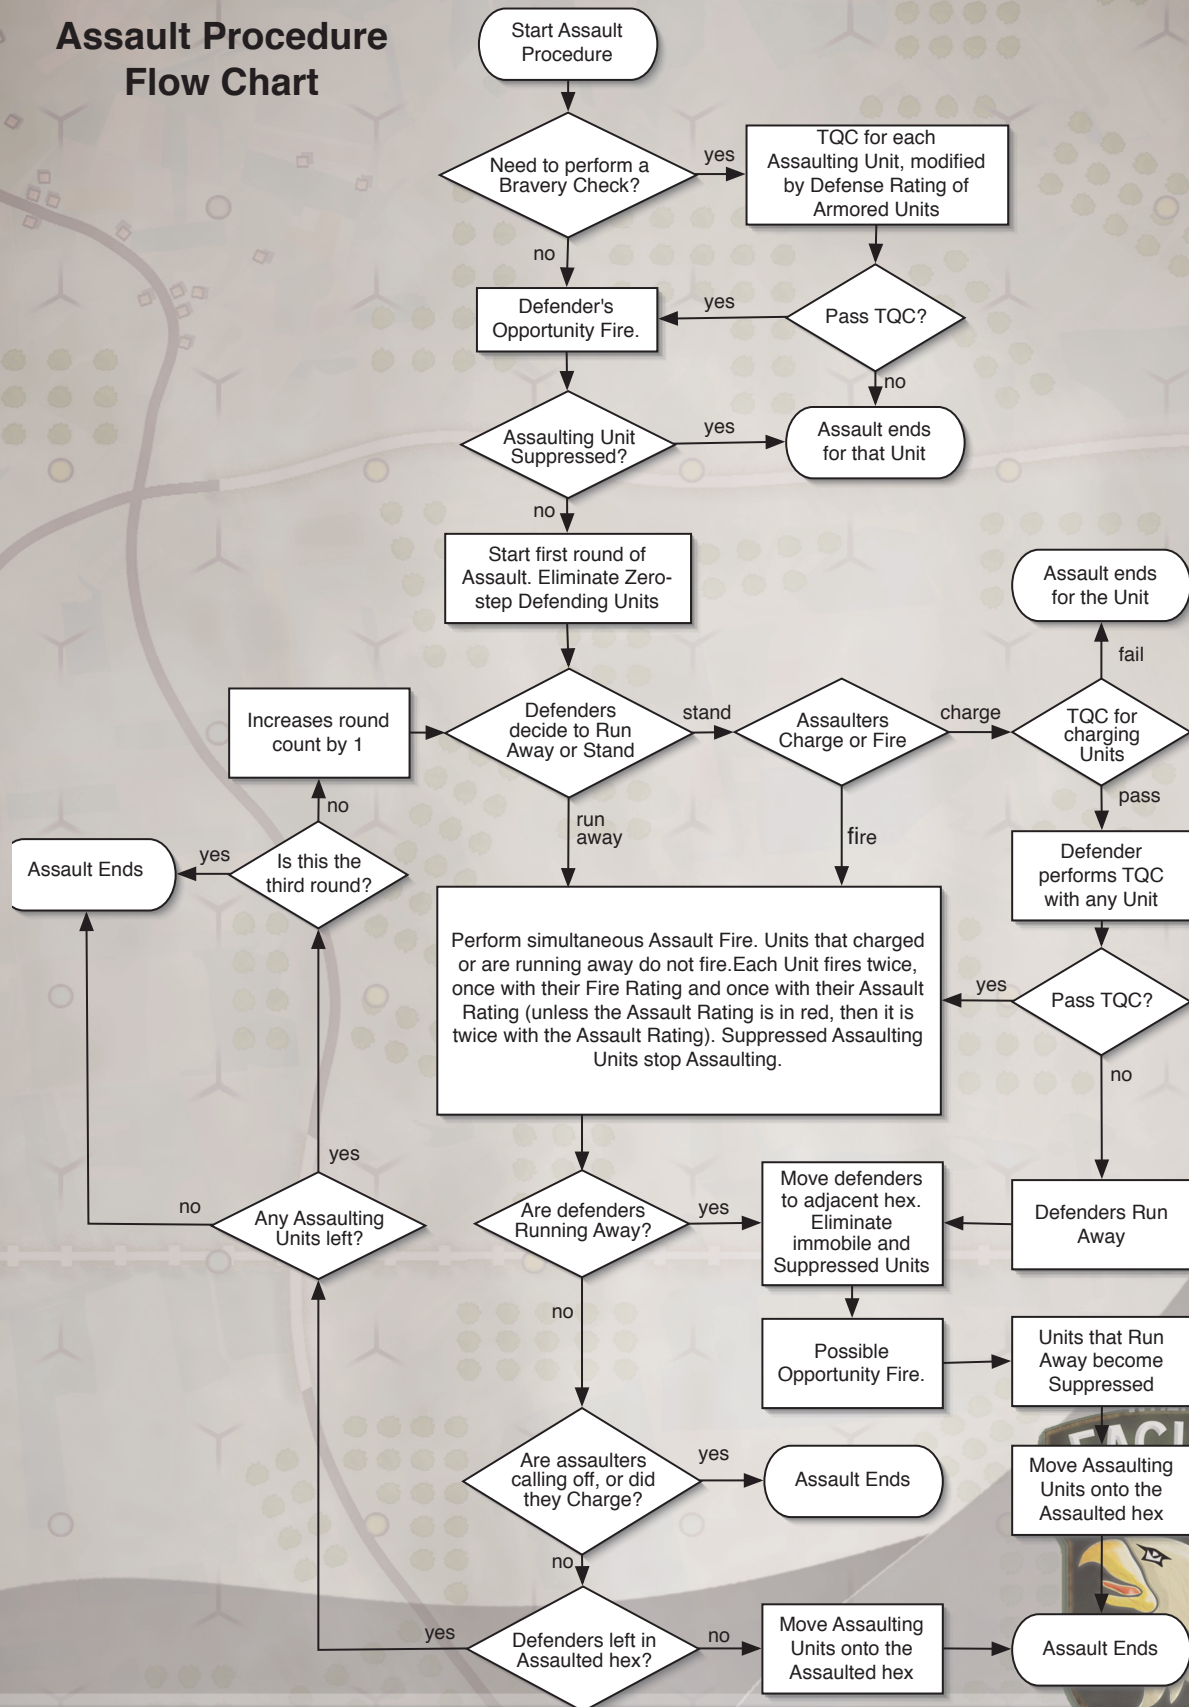 Assault Procedure
Flow Chart
Start Assault
Procedure
Need to perform a
Bravery Check?
yes
TQC for each
Assaulting Unit, modified
by Defense Rating of
Armored Units
no
Defender's
Opportunity Fire.
yes
Pass TQC?
no
Assaulting Unit
Suppressed?
yes
Assault ends
for that Unit
no
Start first round of
Assault. Eliminate Zero-
step Defending Units
Assault ends
for the Unit
fail
Increases round
count by 1
Defenders
decide to Run
Away or Stand
stand
Assaulters
Charge or Fire
charge
TQC for
charging
Units
no
run
away
fire
pass
Assault Ends
yes
Is this the
third round?
Defender
performs TQC
with any Unit
Perform simultaneous Assault Fire. Units that charged
or are running away do not fire.Each Unit fires twice,
once with their Fire Rating and once with their Assault
Rating (unless the Assault Rating is in red, then it is
twice with the Assault Rating). Suppressed Assaulting
Units stop Assaulting.
yes
Pass TQC?
no
yes
no
Any Assaulting
Units left?
Are defenders
Running Away?
yes
Move defenders
to adjacent hex.
Eliminate
immobile and
Suppressed Units
Defenders Run
Away
no
Possible
Opportunity Fire.
Units that Run
Away become
Suppressed
Are assaulters
calling off, or did
they Charge?
yes
Assault Ends
Move Assaulting
Units onto the
Assaulted hex
no
yes
Defenders left in
Assaulted hex?
no
Move Assaulting
Units onto the
Assaulted hex
Assault Ends